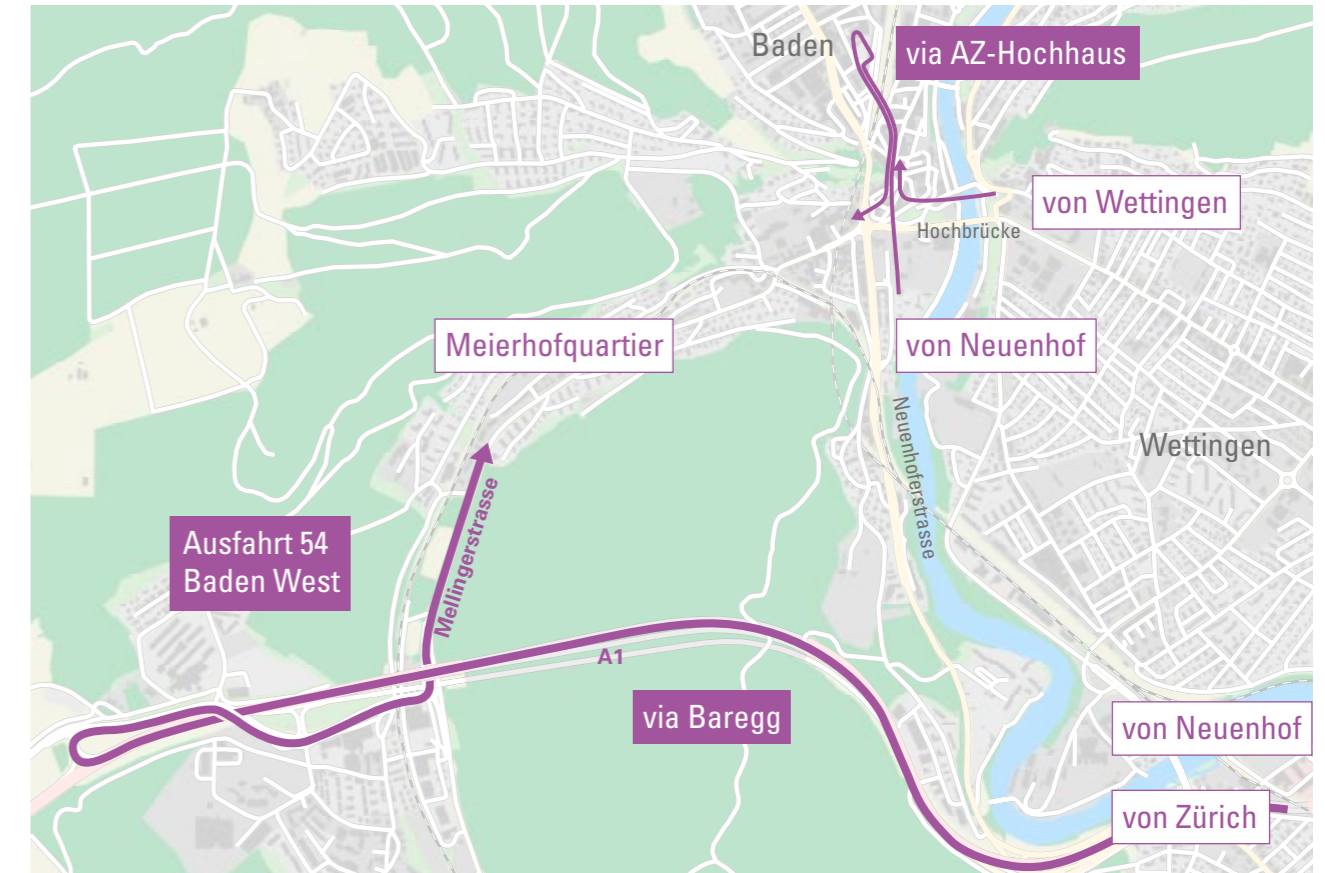 Baden
via AZ-Hochhaus
von Wettingen
Hochbrücke
Meierhofquartier
von Neuenhof
Neuenhoferstrasse
Wettingen
Mellingerstrasse
Ausfahrt 54
Baden West
A1
via Baregg
von Neuenhof
von Zürich